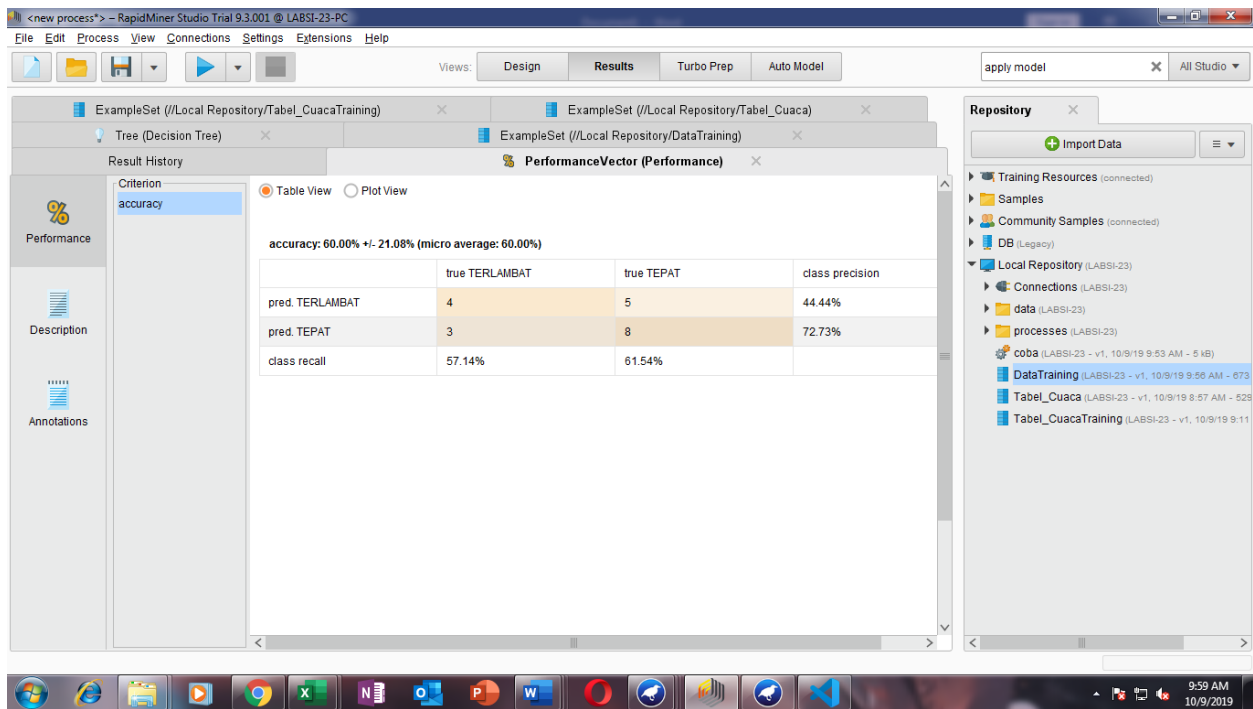 <new process*> – RapidMiner Studio Trial 9.3.001 @ LABSI-23-PC
File Edit Process View Connections Settings Extensions Help
Views: Design Results Turbo Prep Auto Model
apply model All Studio
ExampleSet (//Local Repository/Tabel_CuacaTraining)
ExampleSet (//Local Repository/Tabel_Cuaca)
Tree (Decision Tree)
ExampleSet (//Local Repository/DataTraining)
Result History
% PerformanceVector (Performance)
%
Performance
Description
Annotations
Criterion
accuracy
Table View Plot View
accuracy: 60.00% +/- 21.08% (micro average: 60.00%)
true TERLAMBAT true TEPAT class precision
pred. TERLAMBAT 4 5 44.44%
pred. TEPAT 3 8 72.73%
class recall 57.14% 61.54%
Repository
Import Data
Training Resources (connected)
Samples
Community Samples (connected)
DB (Legacy)
Local Repository (LABSI-23)
Connections (LABSI-23)
data (LABSI-23)
processes (LABSI-23)
coba (LABSI-23 - v1, 10/9/19 9:53 AM - 5 kB)
DataTraining (LABSI-23 - v1, 10/9/19 9:56 AM - 673
Tabel_Cuaca (LABSI-23 - v1, 10/9/19 8:57 AM - 529
Tabel_CuacaTraining (LABSI-23 - v1, 10/9/19 9:11
9:59 AM
10/9/2019